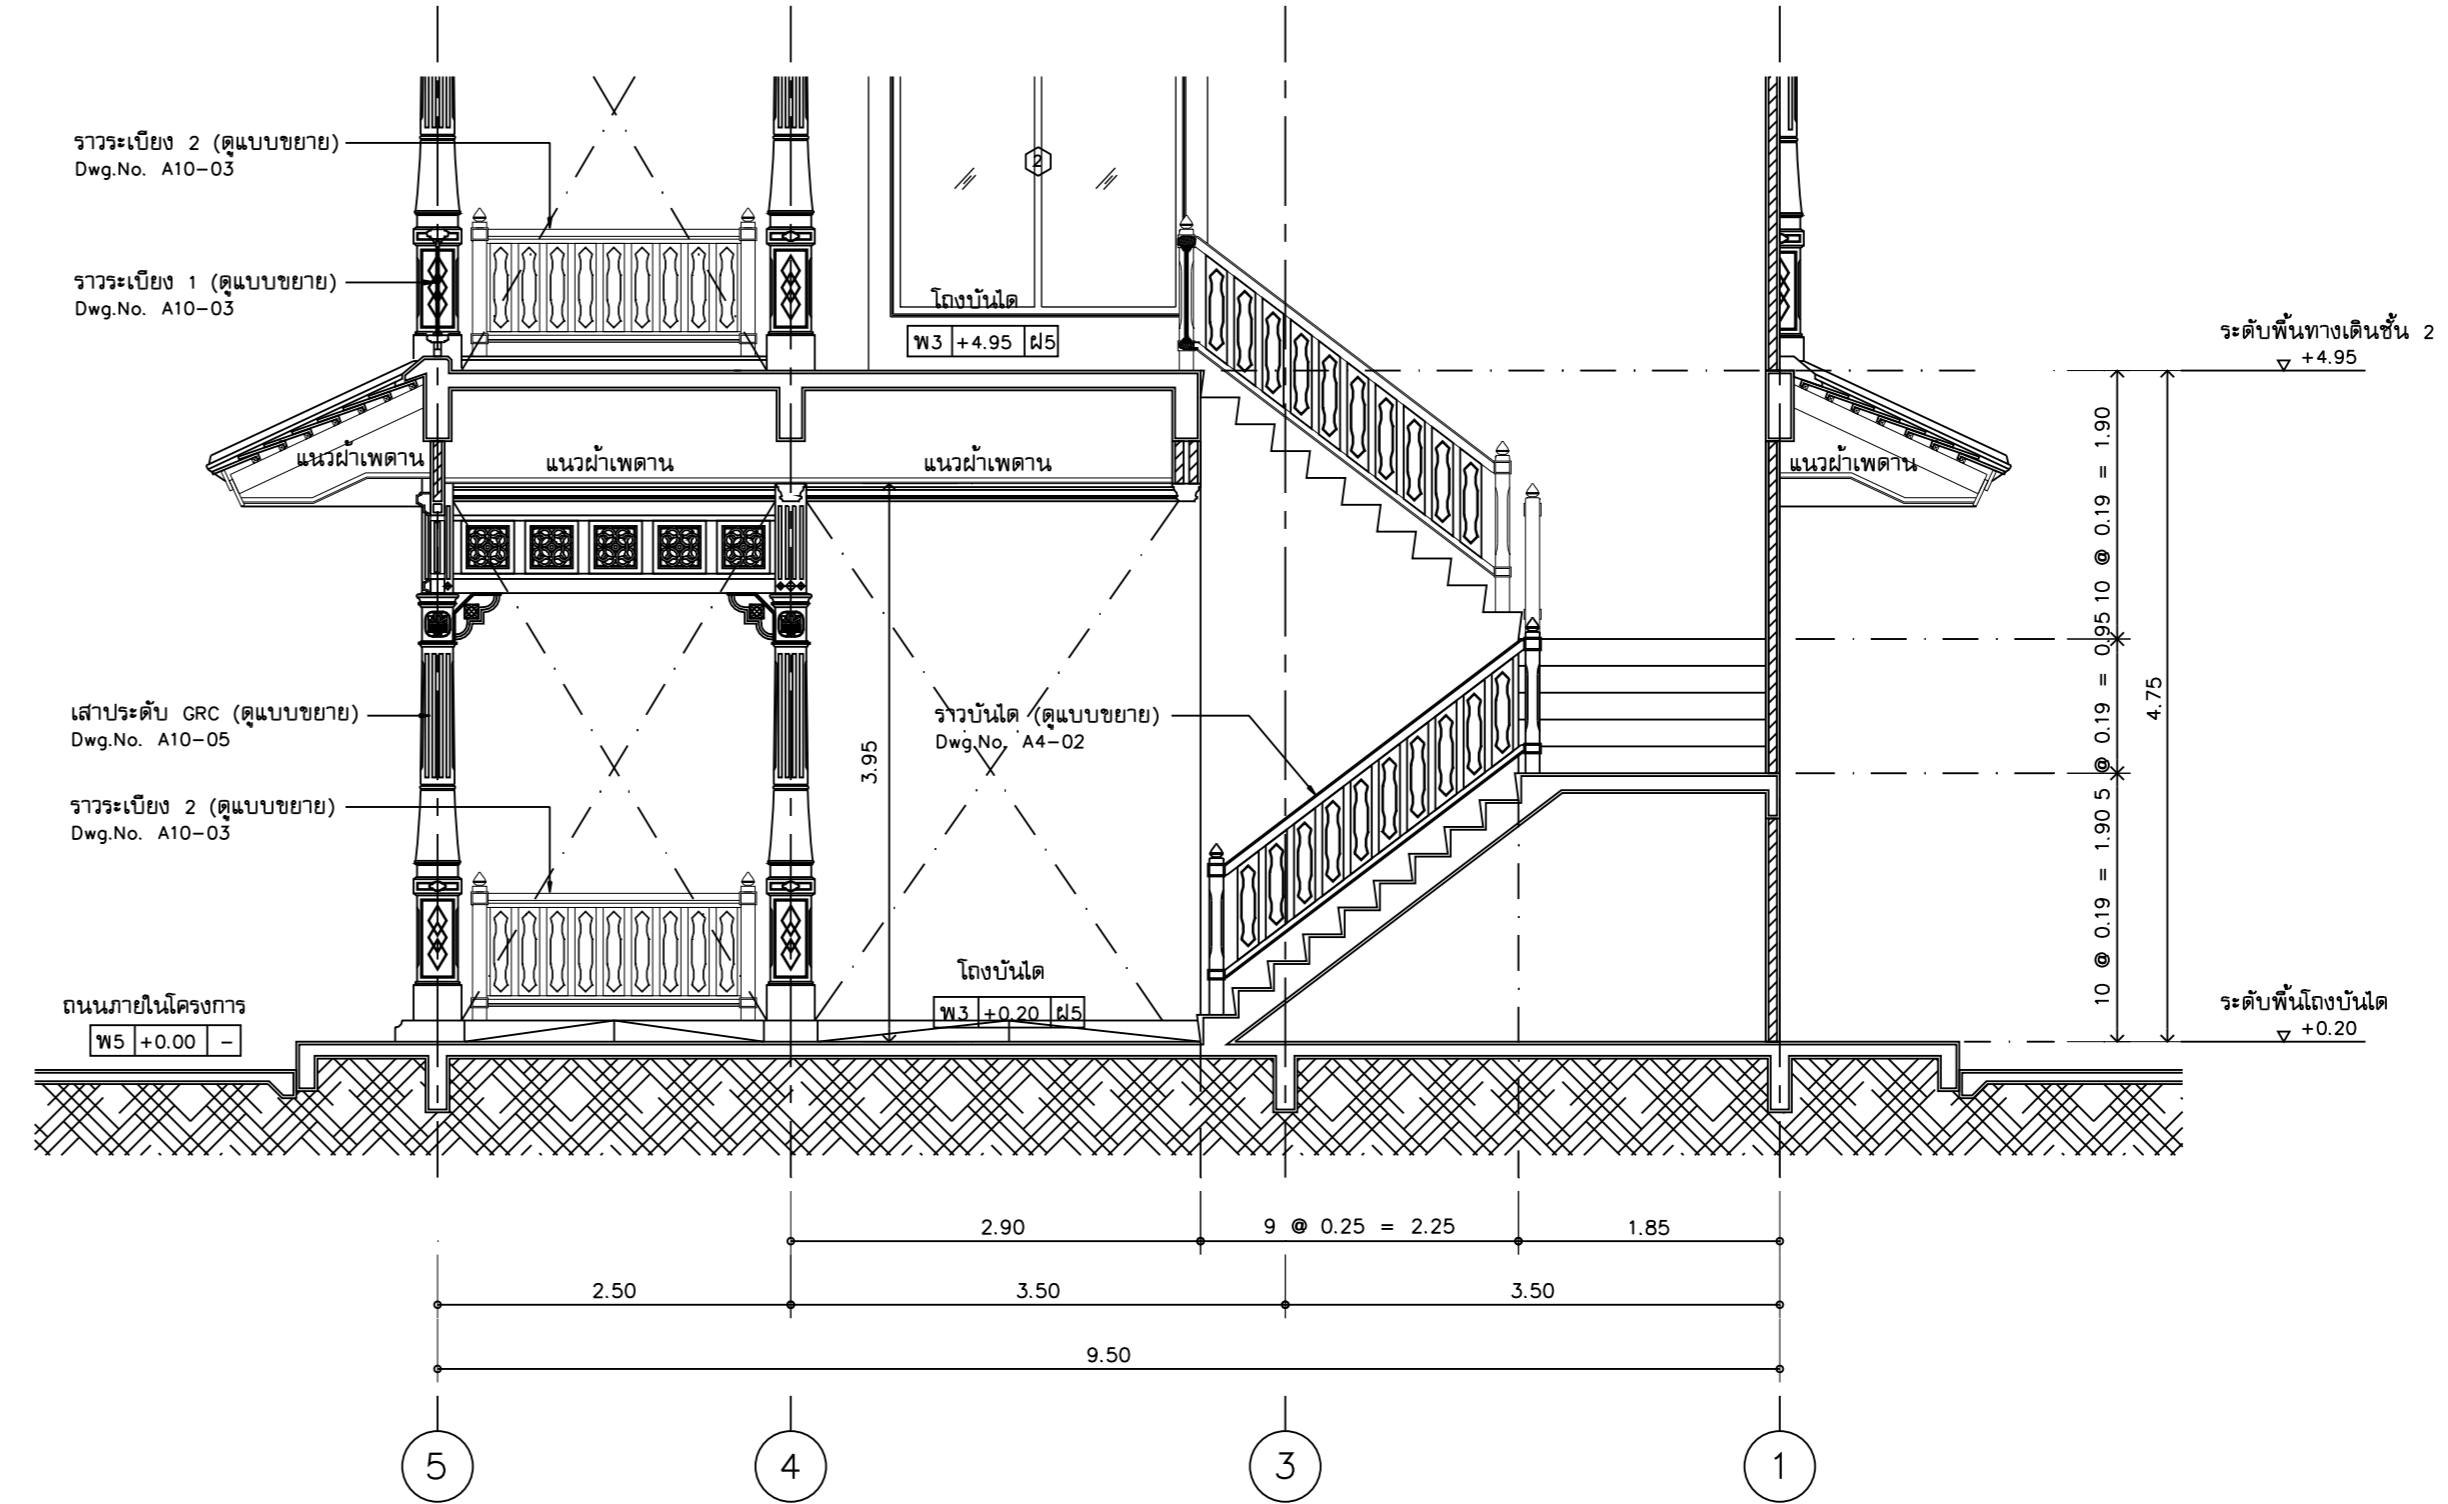 ราวระเบียง 2 (ดูแบบขยาย)
Dwg.No. A10-03
2
ราวระเบียง 1 (ดูแบบขยาย)
Dwg.No. A10-03
โถงบันได
พ3 +4.95 ฝ5
ระดับพื้นทางเดินชั้น 2
+4.95
แนวฝ้าเพดาน
แนวฝ้าเพดาน
แนวฝ้าเพดาน
แนวฝ้าเพดาน
10 @ 0.19 = 1.90
5 @ 0.19 = 0.95
10 @ 0.19 = 1.90
4.75
3.95
เสาประดับ GRC (ดูแบบขยาย)
Dwg.No. A10-05
ราวบันได (ดูแบบขยาย)
Dwg.No. A4-02
ราวระเบียง 2 (ดูแบบขยาย)
Dwg.No. A10-03
โถงบันได
พ3 +0.20 ฝ5
ถนนภายในโครงการ
พ5 +0.00 -
ระดับพื้นโถงบันได
+0.20
2.90
9 @ 0.25 = 2.25
1.85
2.50
3.50
3.50
9.50
5
4
3
1